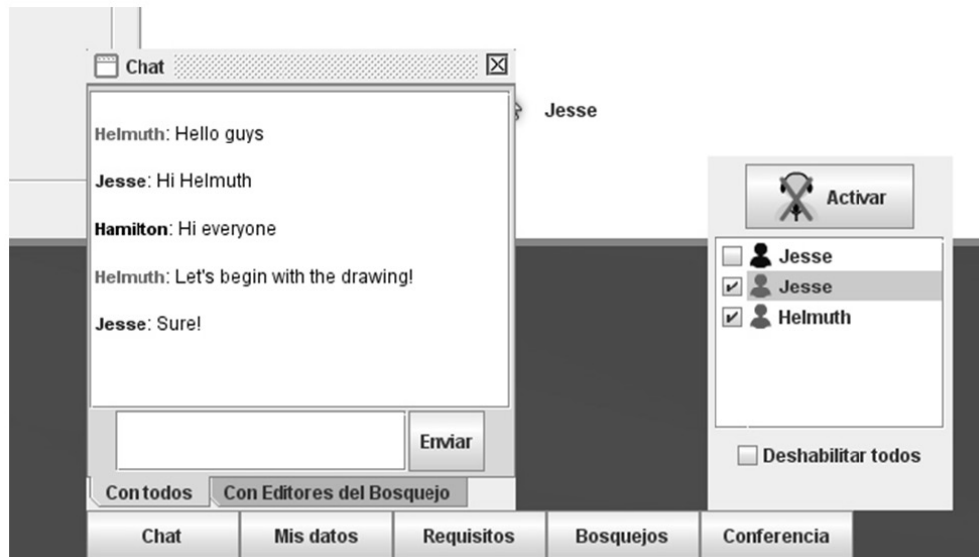 Chat
Helmuth: Hello guys
Jesse: Hi Helmuth
Hamilton: Hi everyone
Helmuth: Let's begin with the drawing!
Jesse: Sure!
Enviar
Con todos Con Editores del Bosquejo
Jesse
Activar
Jesse
Jesse
Helmuth
Deshabilitar todos
Chat Mis datos Requisitos Bosquejos Conferencia